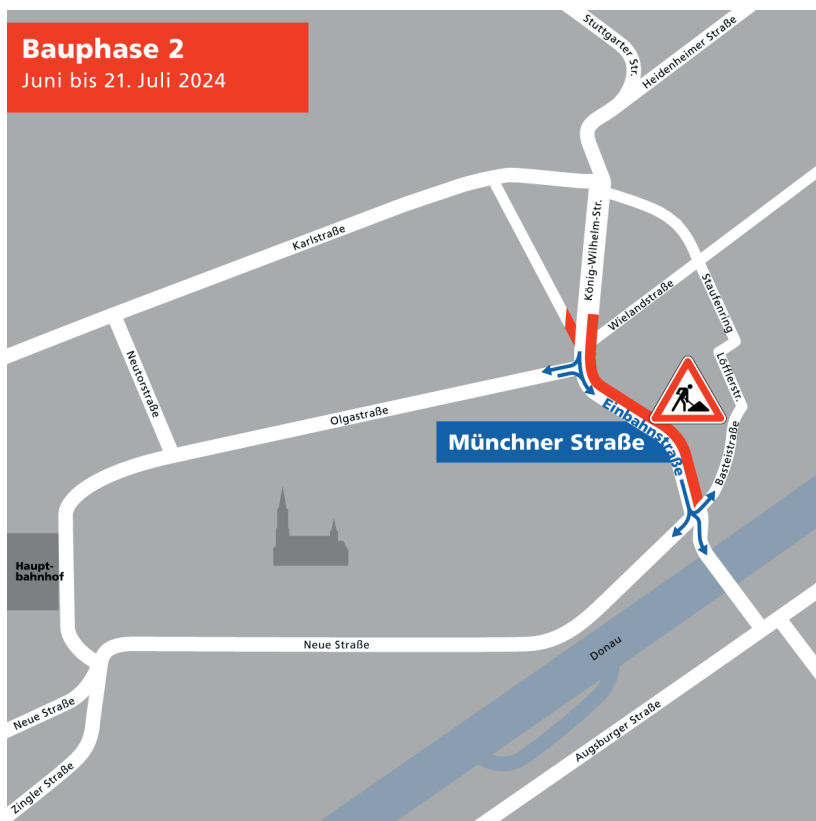 Bauphase 2
Juni bis 21. Juli 2024
Stuttgarter Str.
Heidenheimer Straße
Karlstraße
König-Wilhelm-Str.
Wielandstraße
Staufenring
Löfflerstr.
Neutorstraße
Olgastraße
Einbahnstraße
Münchner Straße
Basteistraße
Haupt-
bahnhof
Neue Straße
Donau
Neue Straße
Augsburger Straße
Zingler Straße